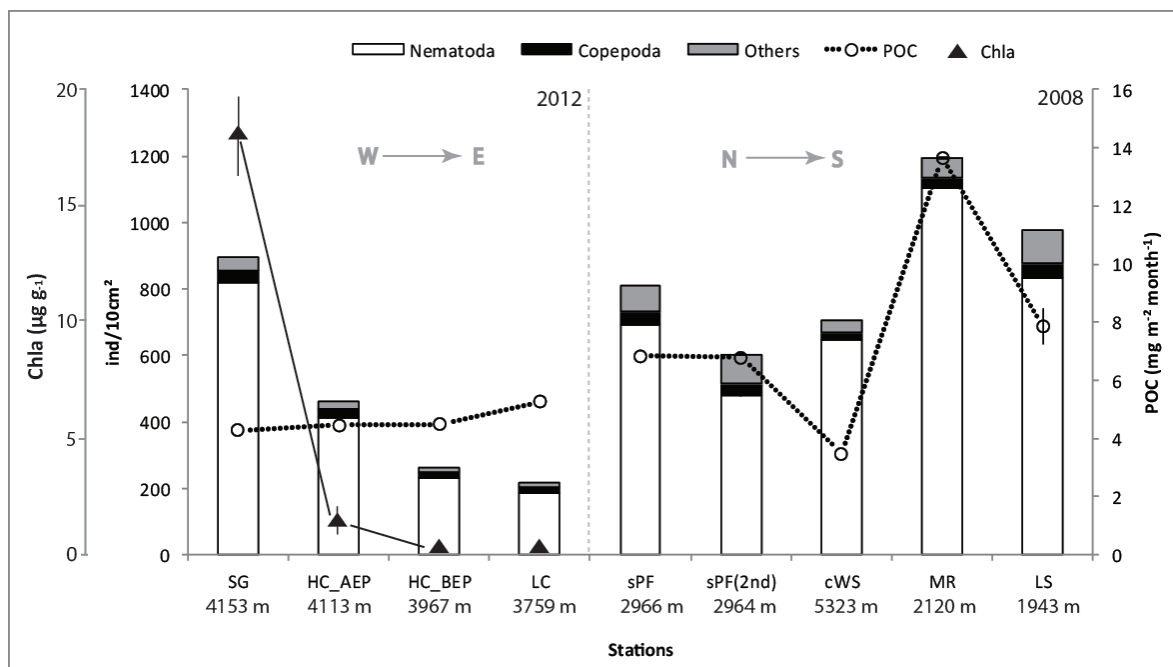 Nematoda Copepoda Others POC Chla
20 1400 2012 2008 16
1200 W E N S 14
15 12
1000
10
800
10 8
600
6
400
5 4
200
2
0 0 0
Chla (µg g-1)
ind/10cm²
POC (mg m⁻² month⁻¹)
SG HC_AEP HC_BEP LC sPF sPF(2nd) cWS MR LS
4153 m 4113 m 3967 m 3759 m 2966 m 2964 m 5323 m 2120 m 1943 m
Stations